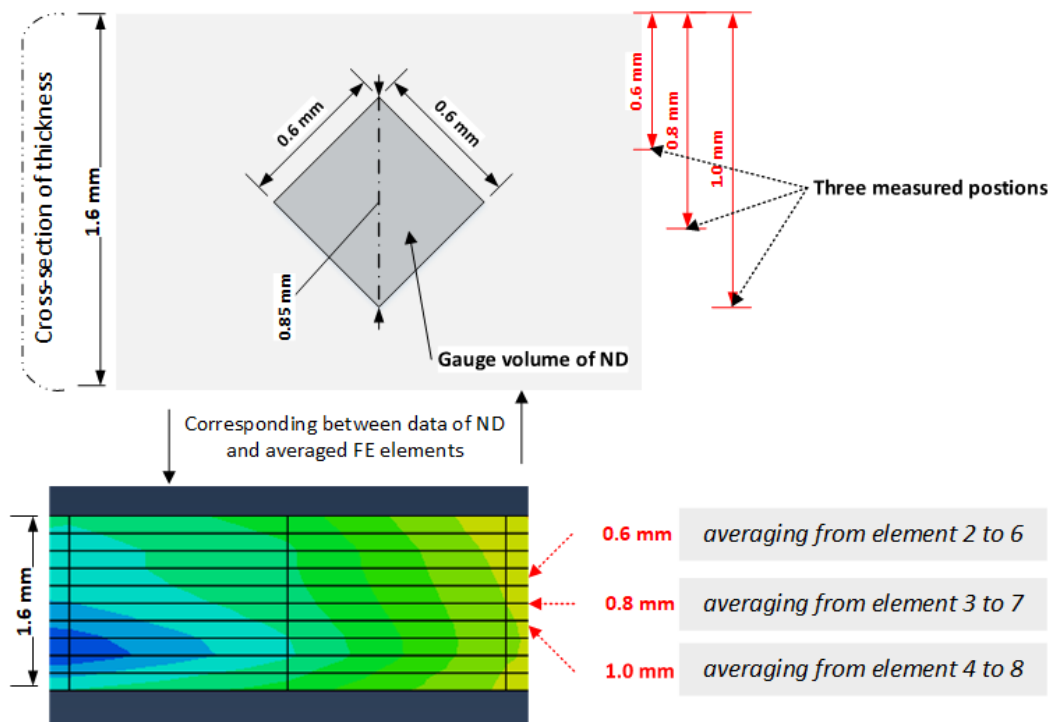 Cross-section of thickness
1.6 mm
0.6 mm
0.6 mm
0.85 mm
Gauge volume of ND
0.6 mm
0.8 mm
1.0 mm
Three measured postions
Corresponding between data of ND
and averaged FE elements
1.6 mm
0.6 mm
averaging from element 2 to 6
0.8 mm
averaging from element 3 to 7
1.0 mm
averaging from element 4 to 8